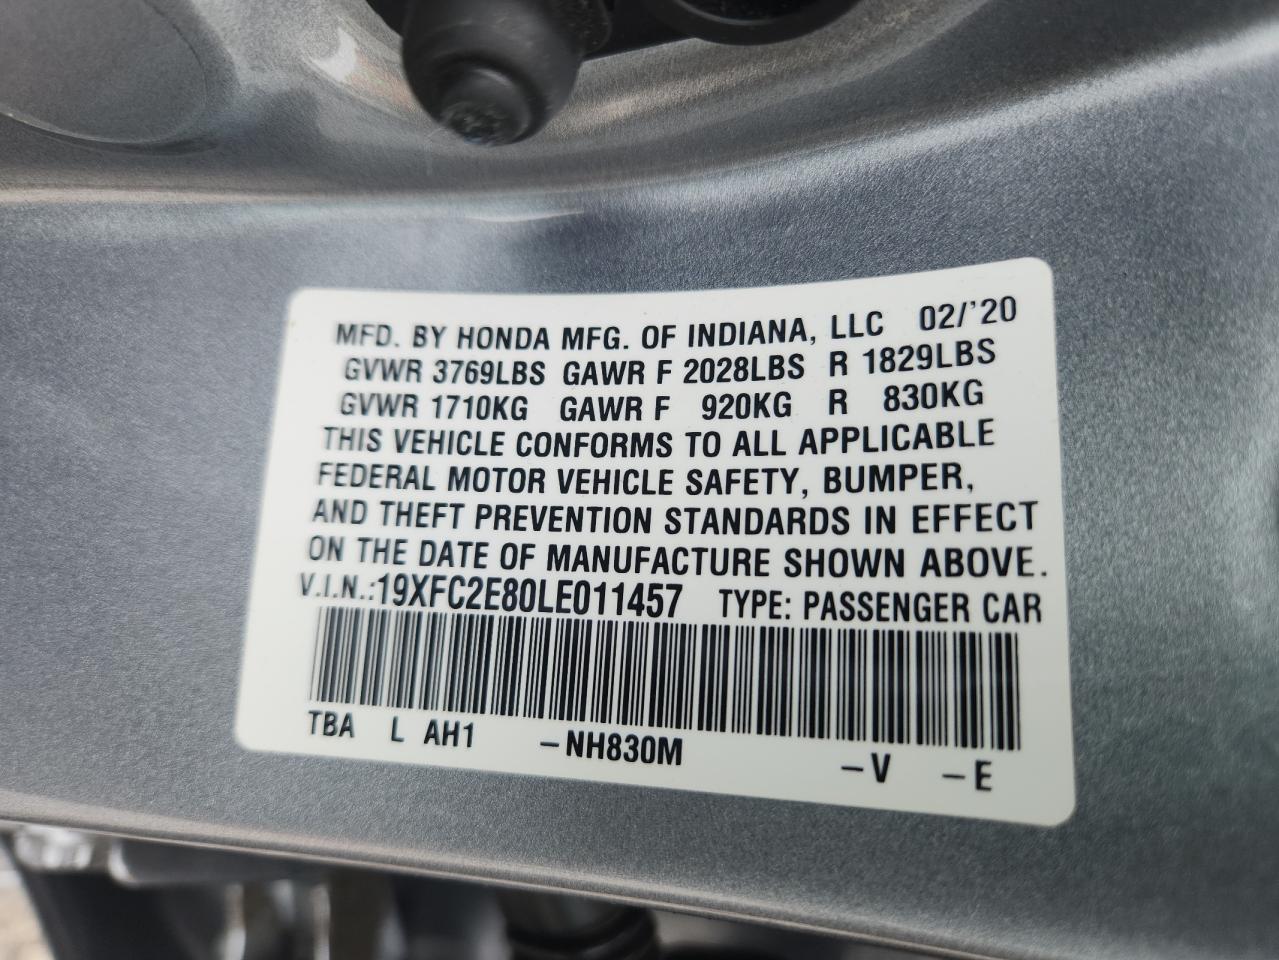 MFD. BY HONDA MFG. OF INDIANA, LLC 02/'20
GVWR 3769LBS GAWR F 2028LBS R 1829LBS
GVWR 1710KG GAWR F 920KG R 830KG
THIS VEHICLE CONFORMS TO ALL APPLICABLE
FEDERAL MOTOR VEHICLE SAFETY, BUMPER,
AND THEFT PREVENTION STANDARDS IN EFFECT
ON THE DATE OF MANUFACTURE SHOWN ABOVE.
V.I.N.:19XFC2E80LE011457 TYPE: PASSENGER CAR
TBA L AH1 -NH830M -V -E